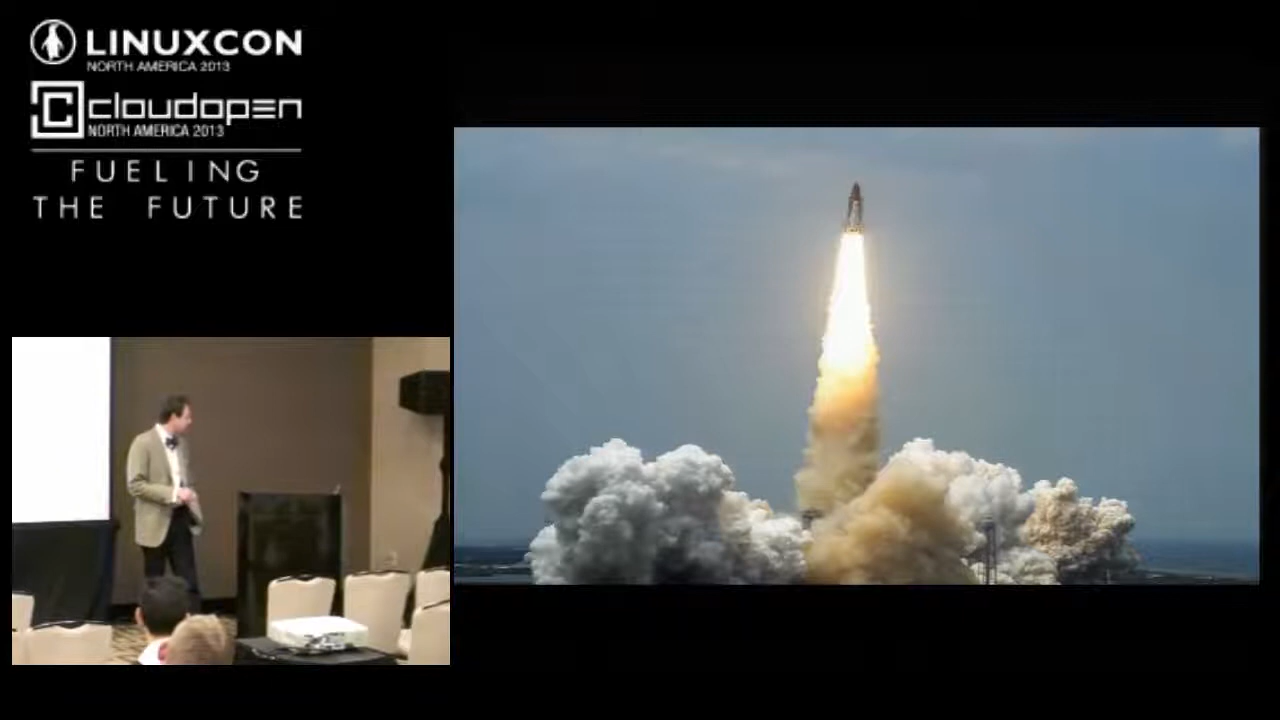 LINUXCON
NORTH AMERICA 2013
cloudopen
NORTH AMERICA 2013
FUELING
THE FUTURE